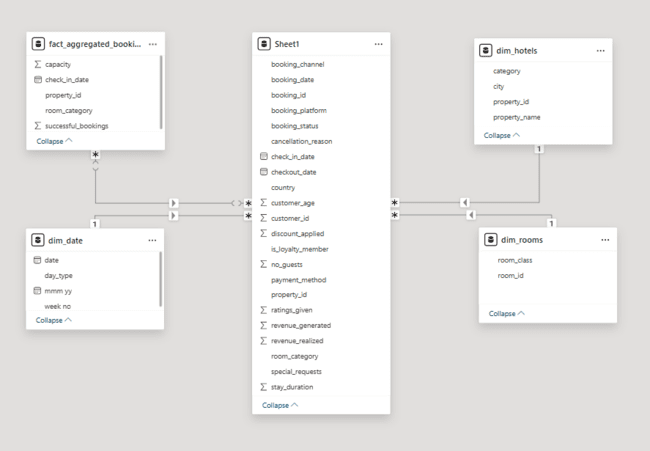 fact_aggregated_booki... ...
capacity
check_in_date
property_id
room_category
successful_bookings
Collapse
Sheet1 ...
booking_channel
booking_date
booking_id
booking_platform
booking_status
cancellation_reason
check_in_date
checkout_date
country
customer_age
customer_id
discount_applied
is_loyalty_member
no_guests
payment_method
property_id
ratings_given
revenue_generated
revenue_realized
room_category
special_requests
stay_duration
Collapse
dim_hotels ...
category
city
property_id
property_name
Collapse
*
1
*
*
*
*
1
1
dim_date ...
date
day_type
mmm yy
week no
Collapse
dim_rooms ...
room_class
room_id
Collapse